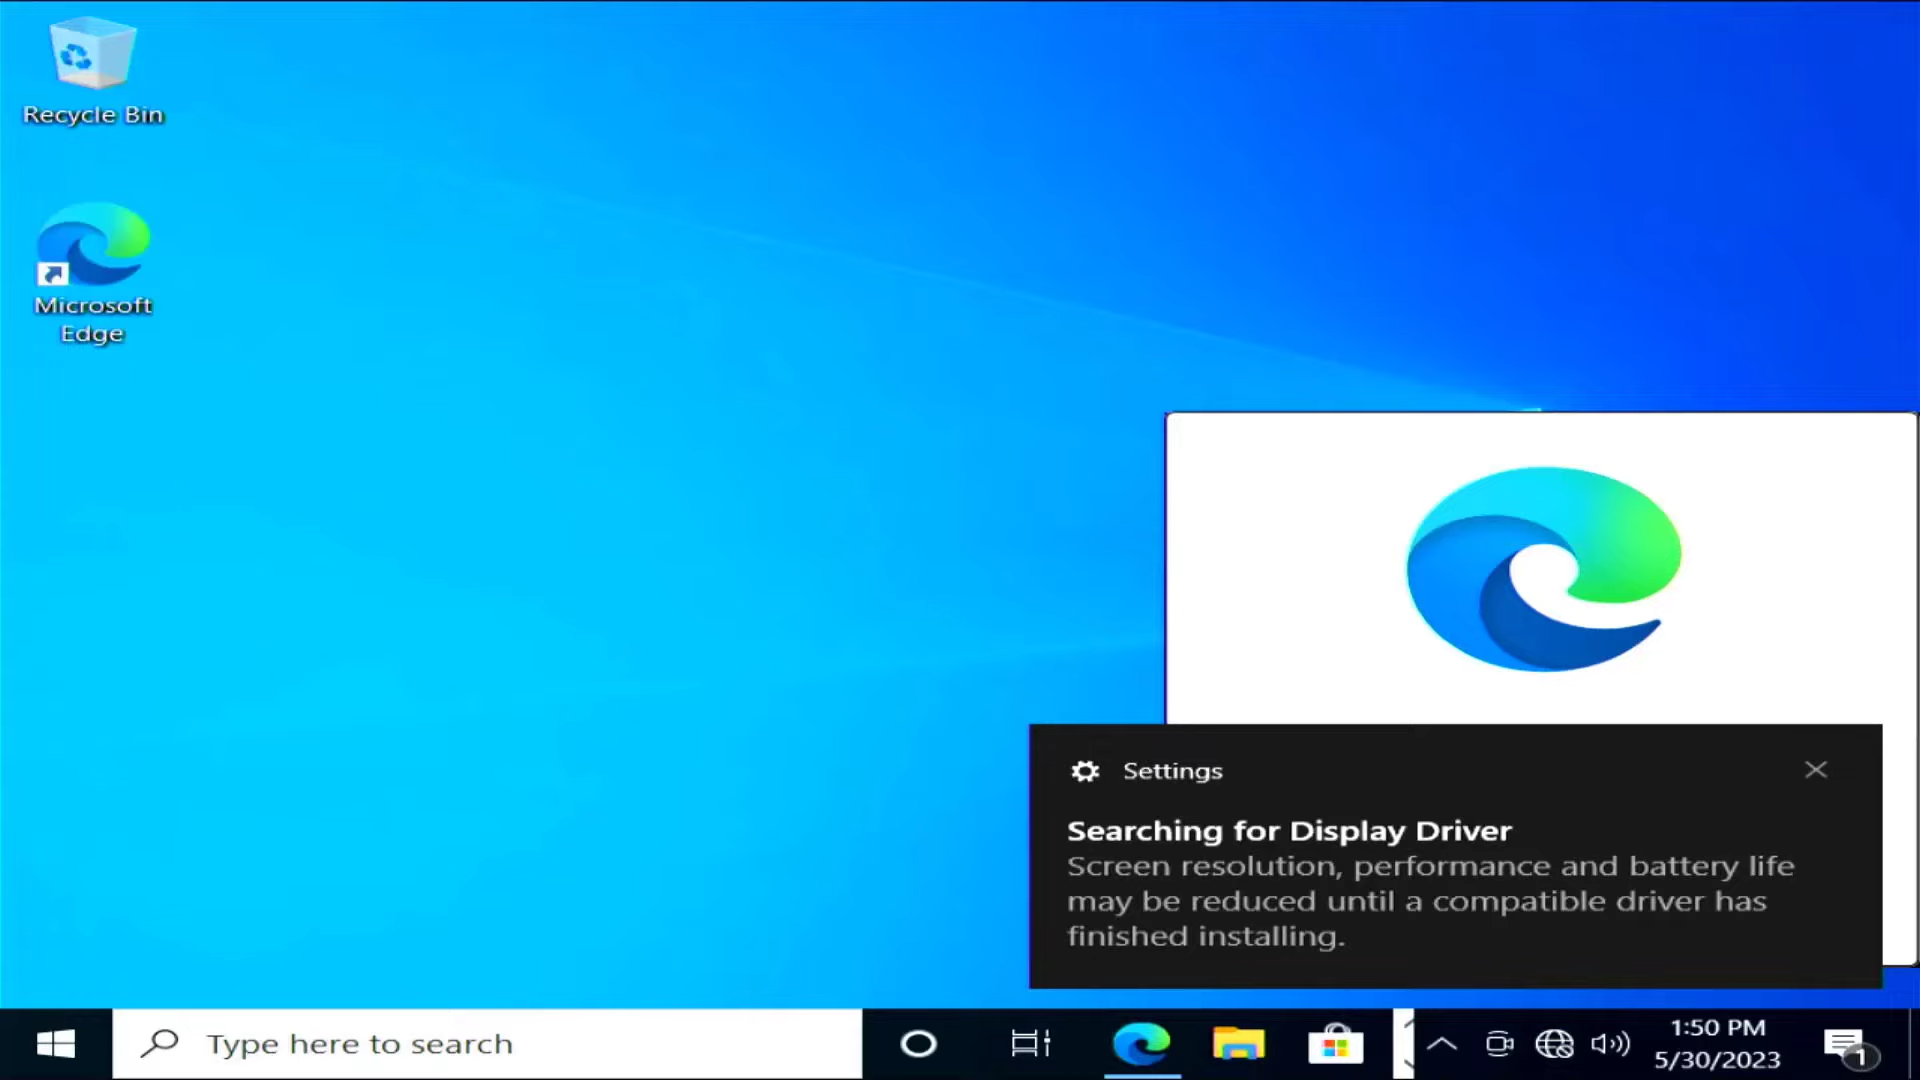 Recycle Bin
Microsoft
Edge
Settings
Searching for Display Driver
Screen resolution, performance and battery life
may be reduced until a compatible driver has
finished installing.
Type here to search
1:50 PM
5/30/2023
1